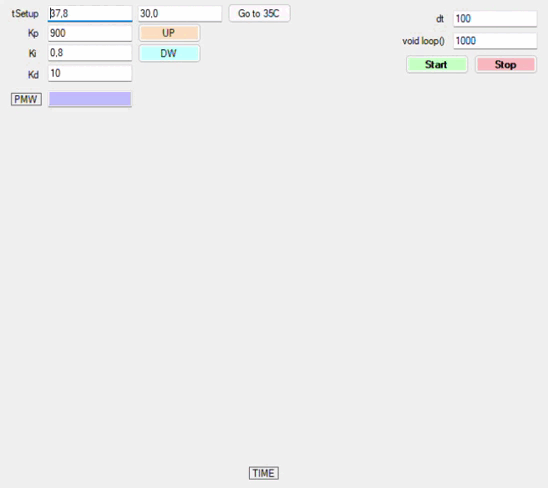 tSetup 37,8 30,0 Go to 35C dt 100
Kp 900 UP void loop() 1000
Ki 0,8 DW Start Stop
Kd 10
PMW
TIME